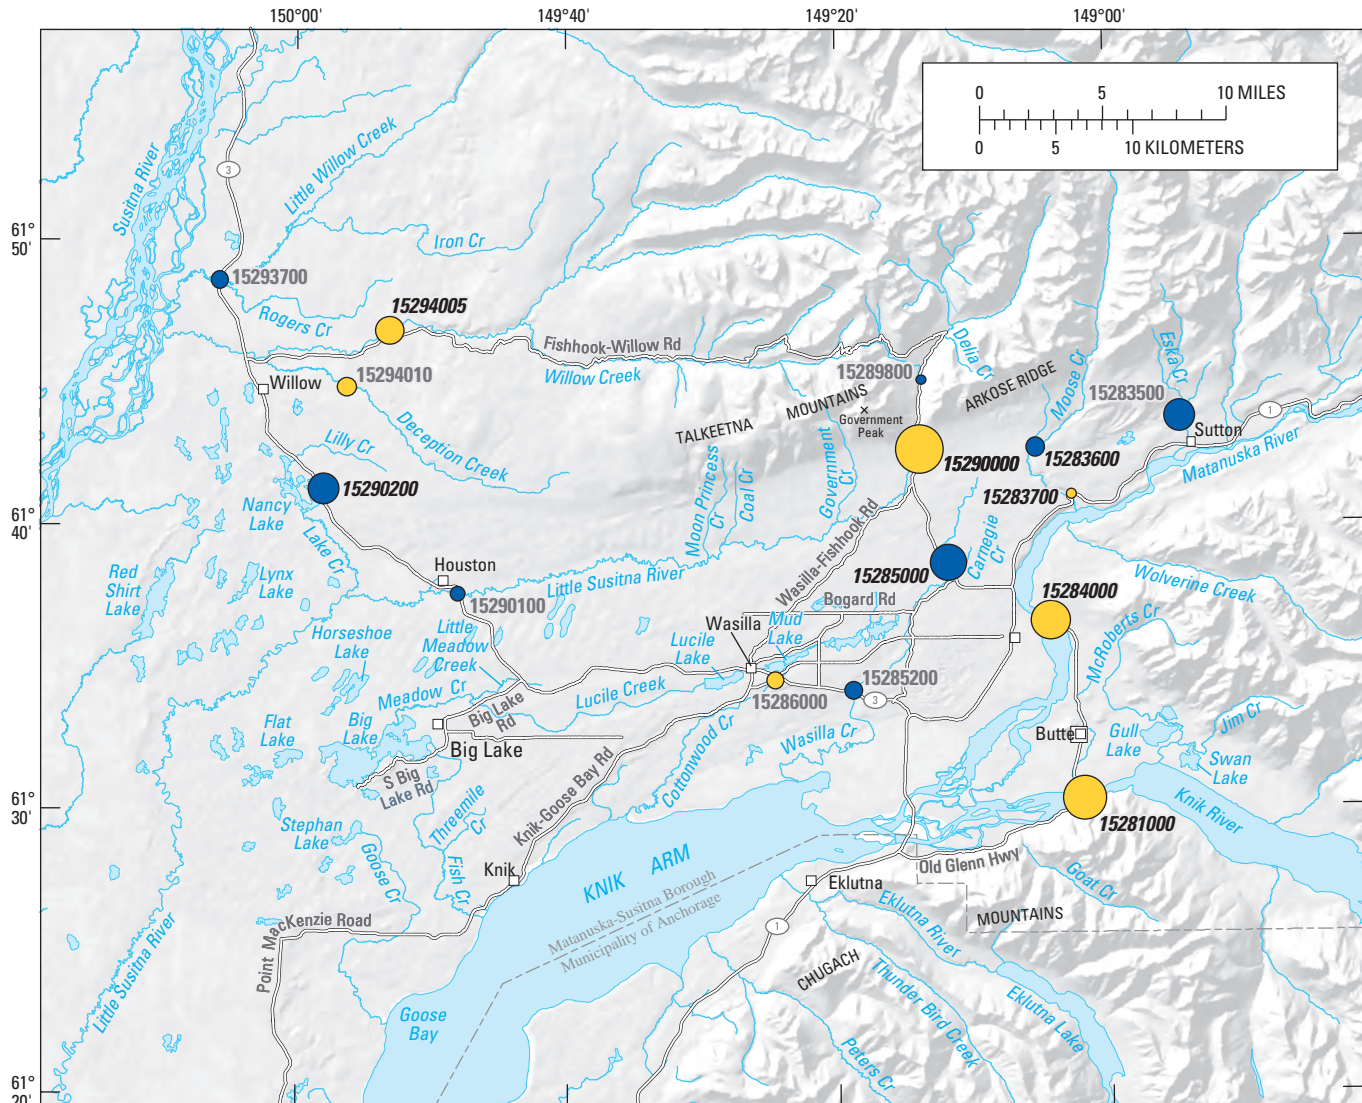 150°00'
149°40'
149°20'
149°00'
0 5 10 MILES
0 5 10 KILOMETERS
61°
50'
61°
40'
61°
30'
61°
20'
Susitna River
3
Little Willow Creek
Iron Cr
15293700
Rogers Cr
15294005
Fishhook-Willow Rd
Willow Creek
15294010
Willow
Deception Creek
Lilly Cr
15290200
Nancy
Lake
Lake Cr
Red
Shirt
Lake
Lynx
Lake
Houston
15290100
Little Susitna River
Horseshoe
Lake
Little
Meadow
Creek
Meadow Cr
Flat
Lake
Big
Lake
Big Lake
Rd
Big Lake
S Big
Lake Rd
Lucile Creek
Lucile
Lake
Wasilla
Mud
Lake
15286000
15285200
3
Wasilla Cr
Cottonwood Cr
Knik-Goose Bay Rd
Threemile
Cr
Stephan
Lake
Goose Cr
Fish Cr
Knik
Point MacKenzie Road
Little Susitna River
Goose
Bay
KNIK ARM
Matanuska-Susitna Borough
Municipality of Anchorage
15289800
Delia Cr
TALKEETNA MOUNTAINS
Government
Peak
ARKOSE RIDGE
Moose Cr
Eska Cr
15283500
Sutton
1
Matanuska River
15290000
15283600
15283700
Moon Princess
Cr
Coal Cr
Government
Cr
Wasilla-Fishhook Rd
Carnegie
Cr
15285000
Bogard Rd
15284000
Wolverine Creek
McRoberts Cr
Butte
Gull
Lake
Jim Cr
Swan
Lake
Knik River
15281000
Old Glenn Hwy
Goat Cr
Eklutna
Eklutna River
MOUNTAINS
CHUGACH
1
Thunder Bird Creek
Eklutna Lake
Peters Cr